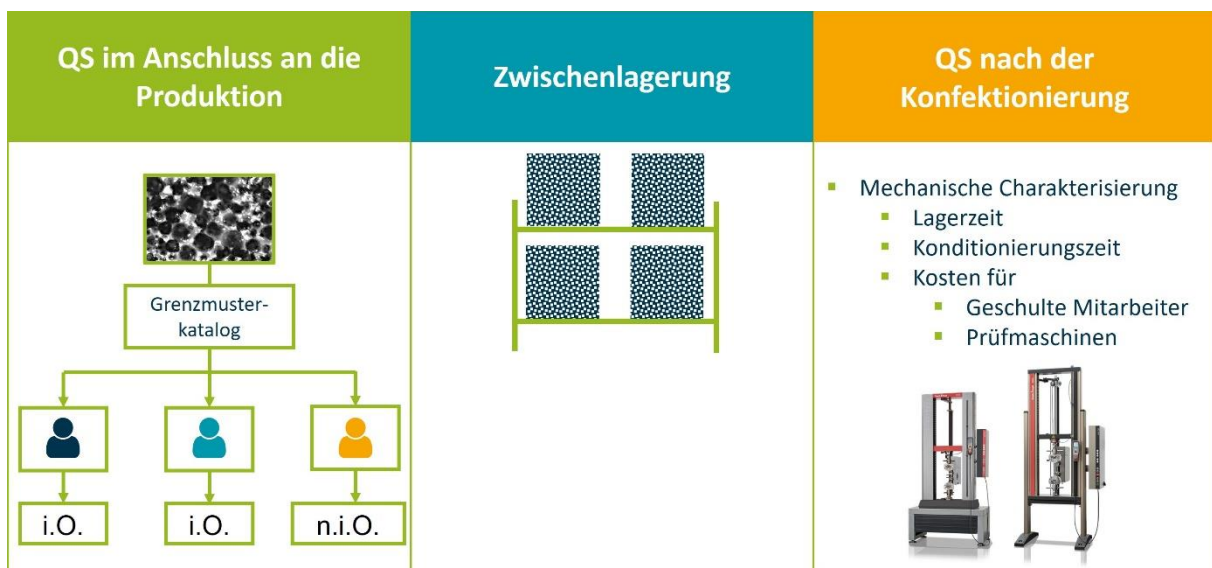 QS im Anschluss an die
Produktion
Zwischenlagerung
QS nach der
Konfektionierung
Grenzmuster-
katalog
i.O.
i.O.
n.i.O.
Mechanische Charakterisierung
Lagerzeit
Konditionierungszeit
Kosten für
Geschulte Mitarbeiter
Prüfmaschinen